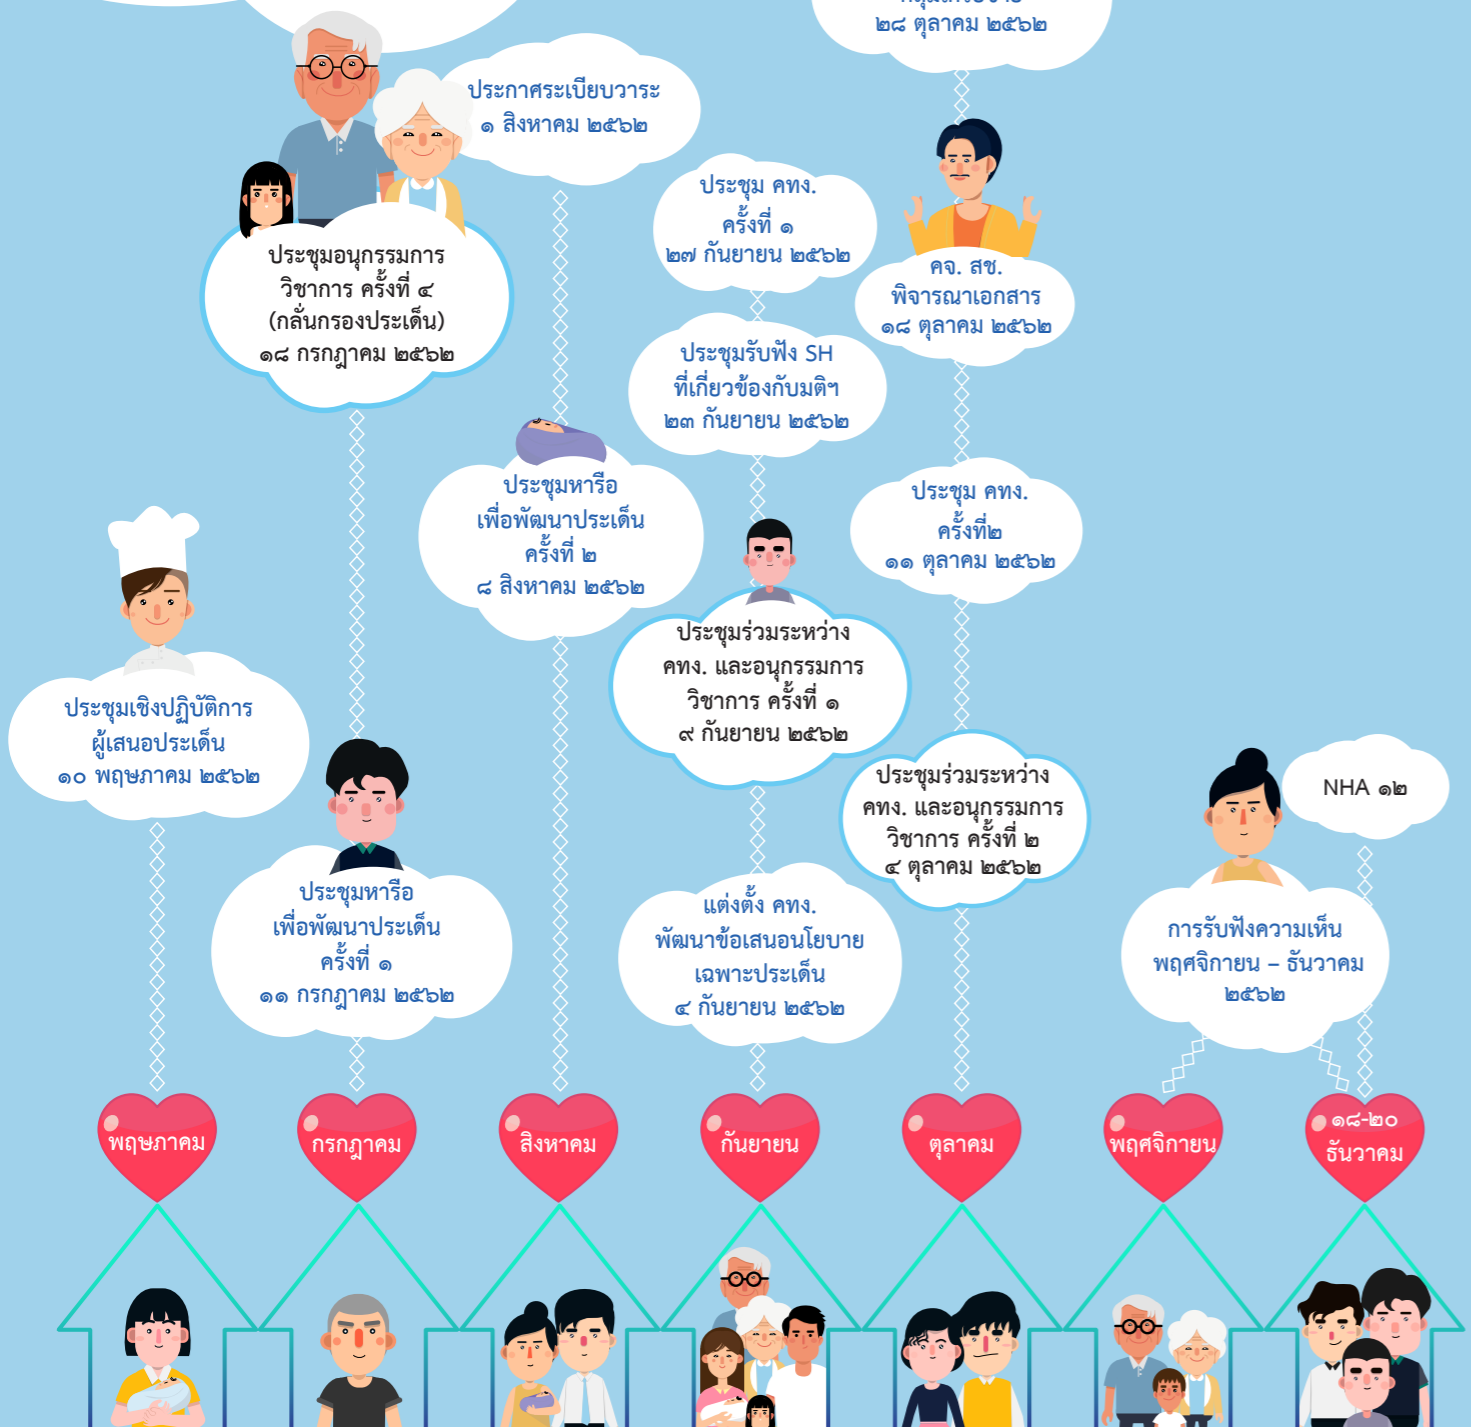 ๒๘ ตุลาคม ๒๕๖๒
ประกาศระเบียบวาระ
๑ สิงหาคม ๒๕๖๒
ประชุม คทง.
ครั้งที่ ๑
๒๗ กันยายน ๒๕๖๒
ประชุมอนุกรรมการ
วิชาการ ครั้งที่ ๔
(กลั่นกรองประเด็น)
๑๘ กรกฎาคม ๒๕๖๒
คจ. สช.
พิจารณาเอกสาร
๑๘ ตุลาคม ๒๕๖๒
ประชุมรับฟัง SH
ที่เกี่ยวข้องกับมติฯ
๒๓ กันยายน ๒๕๖๒
ประชุมหารือ
เพื่อพัฒนาประเด็น
ครั้งที่ ๒
๘ สิงหาคม ๒๕๖๒
ประชุม คทง.
ครั้งที่๒
๑๑ ตุลาคม ๒๕๖๒
ประชุมร่วมระหว่าง
คทง. และอนุกรรมการ
วิชาการ ครั้งที่ ๑
๙ กันยายน ๒๕๖๒
ประชุมเชิงปฏิบัติการ
ผู้เสนอประเด็น
๑๐ พฤษภาคม ๒๕๖๒
ประชุมร่วมระหว่าง
คทง. และอนุกรรมการ
วิชาการ ครั้งที่ ๒
๔ ตุลาคม ๒๕๖๒
NHA ๑๒
ประชุมหารือ
เพื่อพัฒนาประเด็น
ครั้งที่ ๑
๑๑ กรกฎาคม ๒๕๖๒
แต่งตั้ง คทง.
พัฒนาข้อเสนอนโยบาย
เฉพาะประเด็น
๔ กันยายน ๒๕๖๒
การรับฟังความเห็น
พฤศจิกายน – ธันวาคม
๒๕๖๒
พฤษภาคม
กรกฎาคม
สิงหาคม
กันยายน
ตุลาคม
พฤศจิกายน
๑๘-๒๐
ธันวาคม